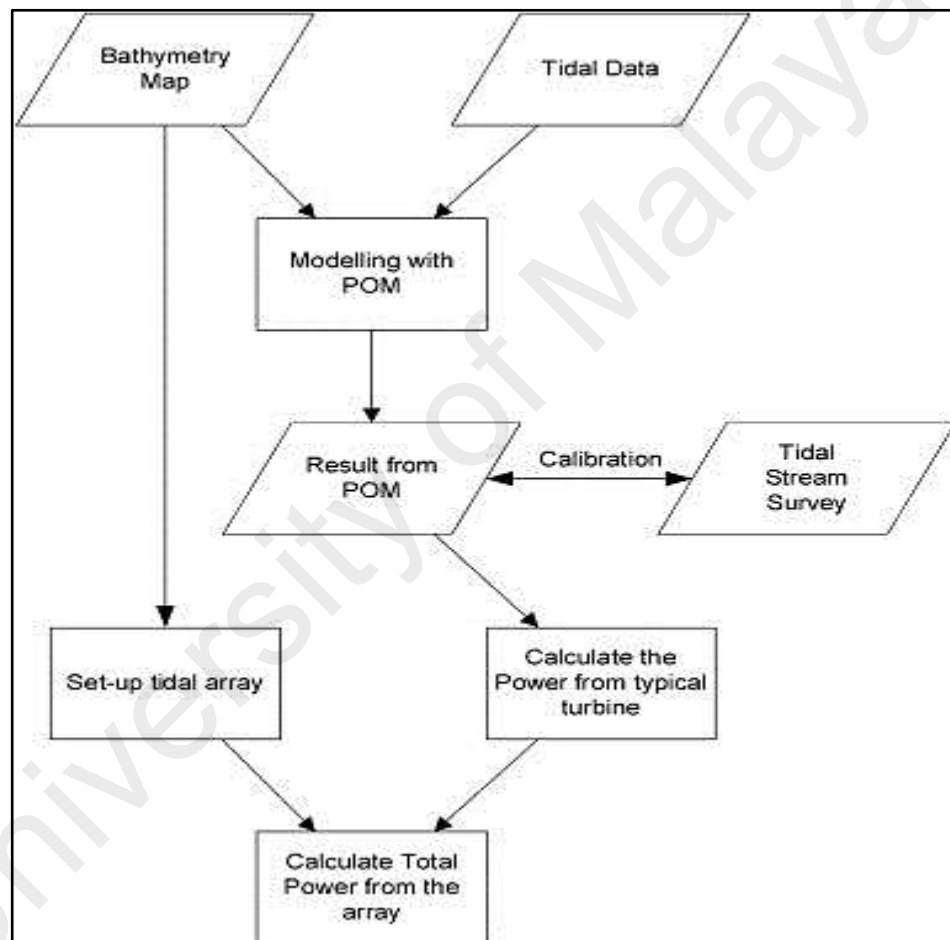 Bathymetry
Map
Tidal Data
Modelling with
POM
Result from
POM
Calibration
Tidal
Stream
Survey
Set-up tidal array
Calculate the
Power from typical
turbine
Calculate Total
Power from the
array
University of Malaya